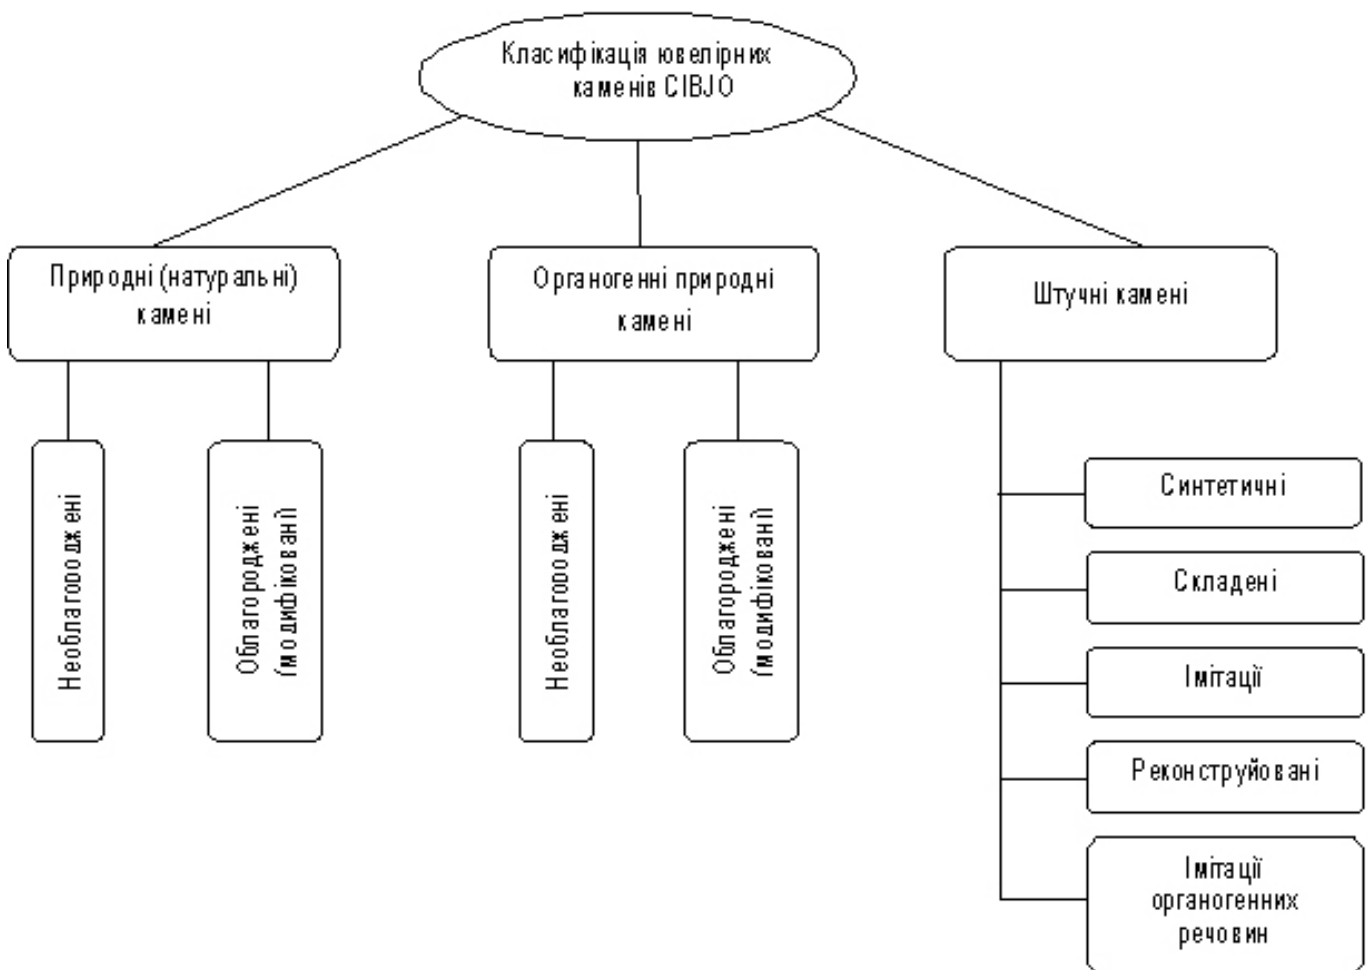 Класифікація ювелірних
каменів CIBJO
Природні (натуральні)
камені
Органогенні природні
камені
Штучні камені
Необлагороджені
Облагороджені
(модифіковані)
Необлагороджені
Облагороджені
(модифіковані)
Синтетичні
Складені
Імітації
Реконструйовані
Імітації
органогенних
речовин